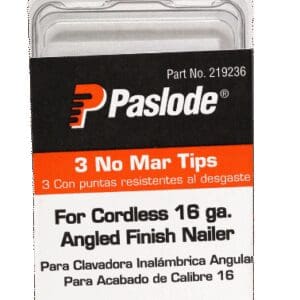 Part No. 219236
Paslode®
3 No Mar Tips
3 Con puntas resistentes al desgaste
For Cordless 16 ga.
Angled Finish Nailer
Para Clavadora Inalámbrica Angular
Para Acabado de Calibre 16